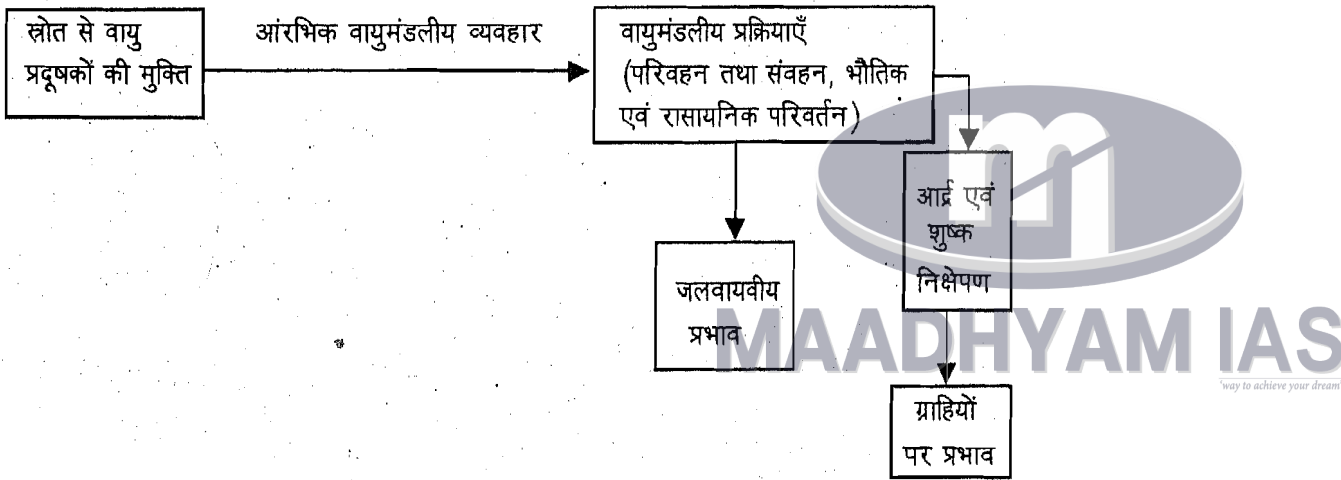 स्रोत से वायु
प्रदूषकों की मुक्ति
आंरभिक वायुमंडलीय व्यवहार
वायुमंडलीय प्रक्रियाएँ
(परिवहन तथा संवहन, भौतिक
एवं रासायनिक परिवर्तन)
आर्द्र एवं
शुष्क
निक्षेपण
जलवायवीय
प्रभाव
ग्राहियों
पर प्रभाव
MAADHYAM IAS
'way to achieve your dream'